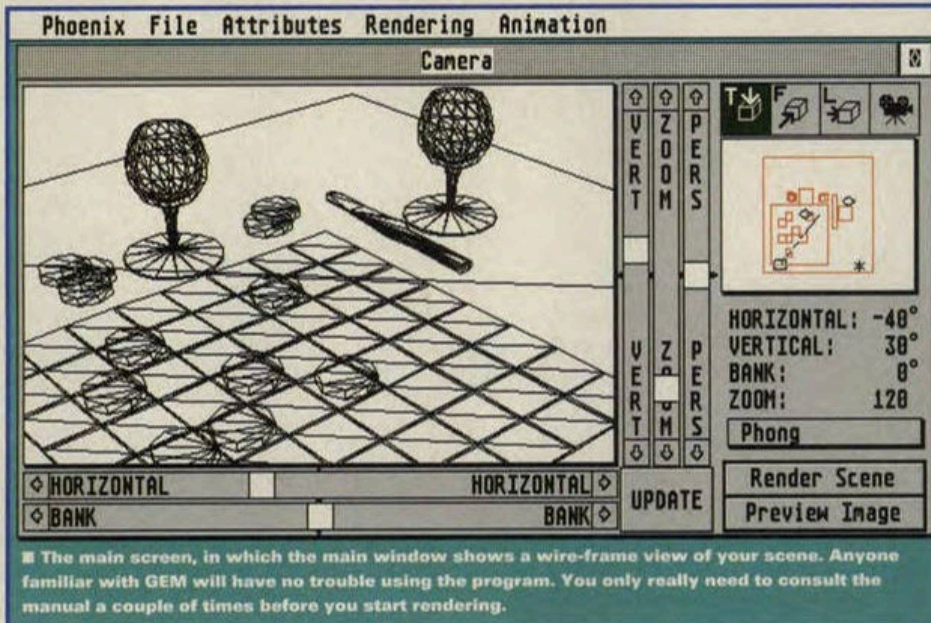 Phoenix File Attributes Rendering Animation
Camera
VERT
ZOOM
PERS
VERT
ZOOM
PERS
T
F
L
HORIZONTAL: -40°
VERTICAL: 30°
BANK: 0°
ZOOM: 120
Phong
HORIZONTAL HORIZONTAL
BANK BANK
UPDATE
Render Scene
Preview Image
The main screen, in which the main window shows a wire-frame view of your scene. Anyone
familiar with GEM will have no trouble using the program. You only really need to consult the
manual a couple of times before you start rendering.